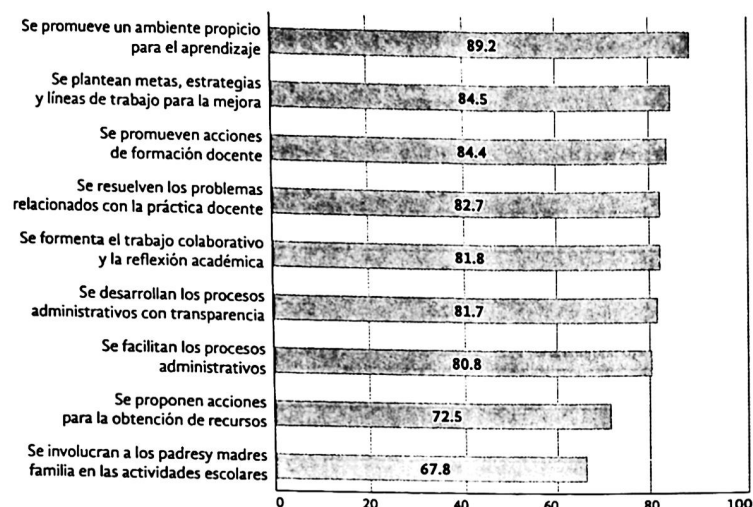 Se promueve un ambiente propicio
para el aprendizaje
89.2
Se plantean metas, estrategias
y líneas de trabajo para la mejora
84.5
Se promueven acciones
de formación docente
84.4
Se resuelven los problemas
relacionados con la práctica docente
82.7
Se formenta el trabajo colaborativo
y la reflexión académica
81.8
Se desarrollan los procesos
administrativos con transparencia
81.7
Se facilitan los procesos
administrativos
80.8
Se proponen acciones
para la obtención de recursos
72.5
Se involucran a los padresy madres
familia en las actividades escolares
67.8
0 20 40 60 80 100